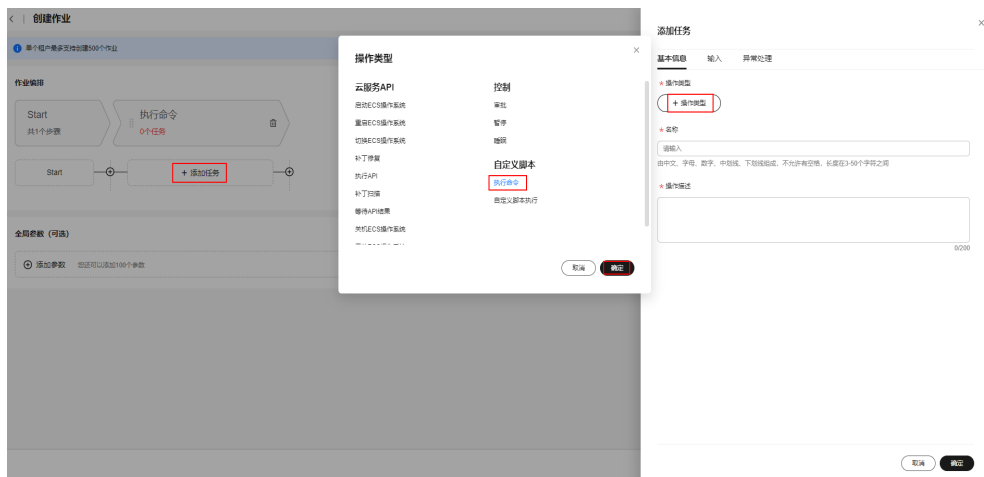 创建作业
单个租户最多支持创建500个作业
作业编排
Start
共1个步骤
执行命令
0个任务
Start
+ 添加任务
全局参数（可选）
添加参数 您还可以添加100个参数
操作类型
云服务API
启动ECS操作系统
重启ECS操作系统
切换ECS操作系统
补丁修复
执行API
补丁扫描
等待API结果
关机ECS操作系统
控制
审批
暂停
睡眠
自定义脚本
执行命令
自定义脚本执行
取消
确定
添加任务
基本信息 输入 异常处理
* 操作类型
+ 操作类型
* 名称
请输入
由中文、字母、数字、中划线、下划线组成，不允许有空格，长度在3-50个字符之间
* 操作描述
0/200
取消
确定